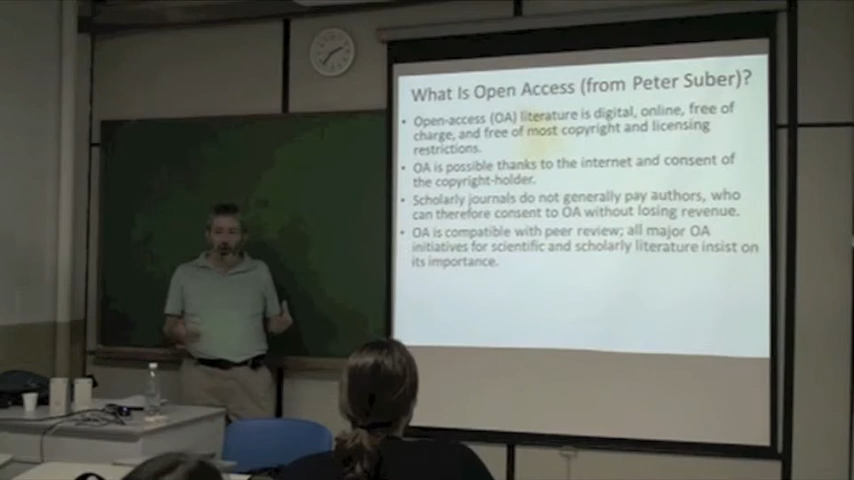 What Is Open Access (from Peter Suber)?
• Open-access (OA) literature is digital, online, free of
charge, and free of most copyright and licensing
restrictions.
• OA is possible thanks to the internet and consent of
the copyright-holder.
• Scholarly journals do not generally pay authors, who
can therefore consent to OA without losing revenue.
• OA is compatible with peer review; all major OA
initiatives for scientific and scholarly literature insist on
its importance.